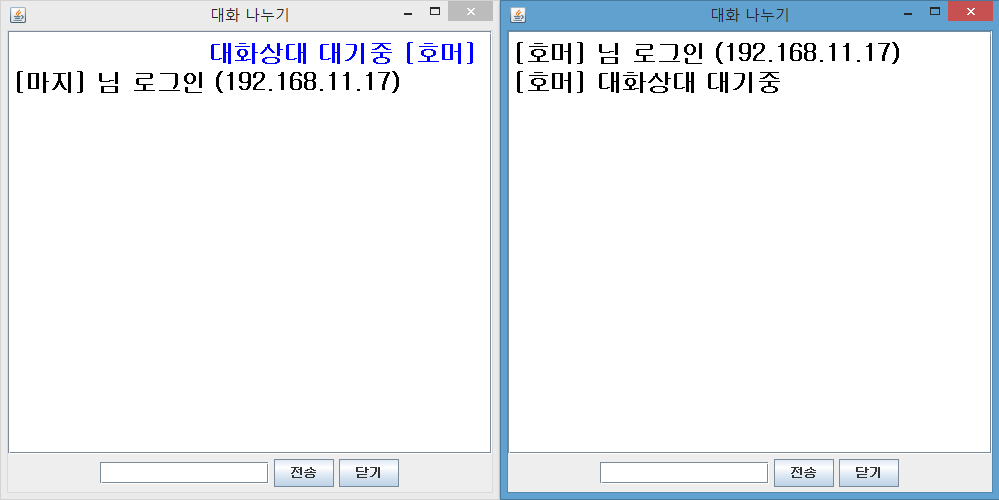 대화 나누기
대화상대 대기중 [호머]
[마지] 님 로그인 (192.168.11.17)
전송
닫기
대화 나누기
[호머] 님 로그인 (192.168.11.17)
[호머] 대화상대 대기중
전송
닫기